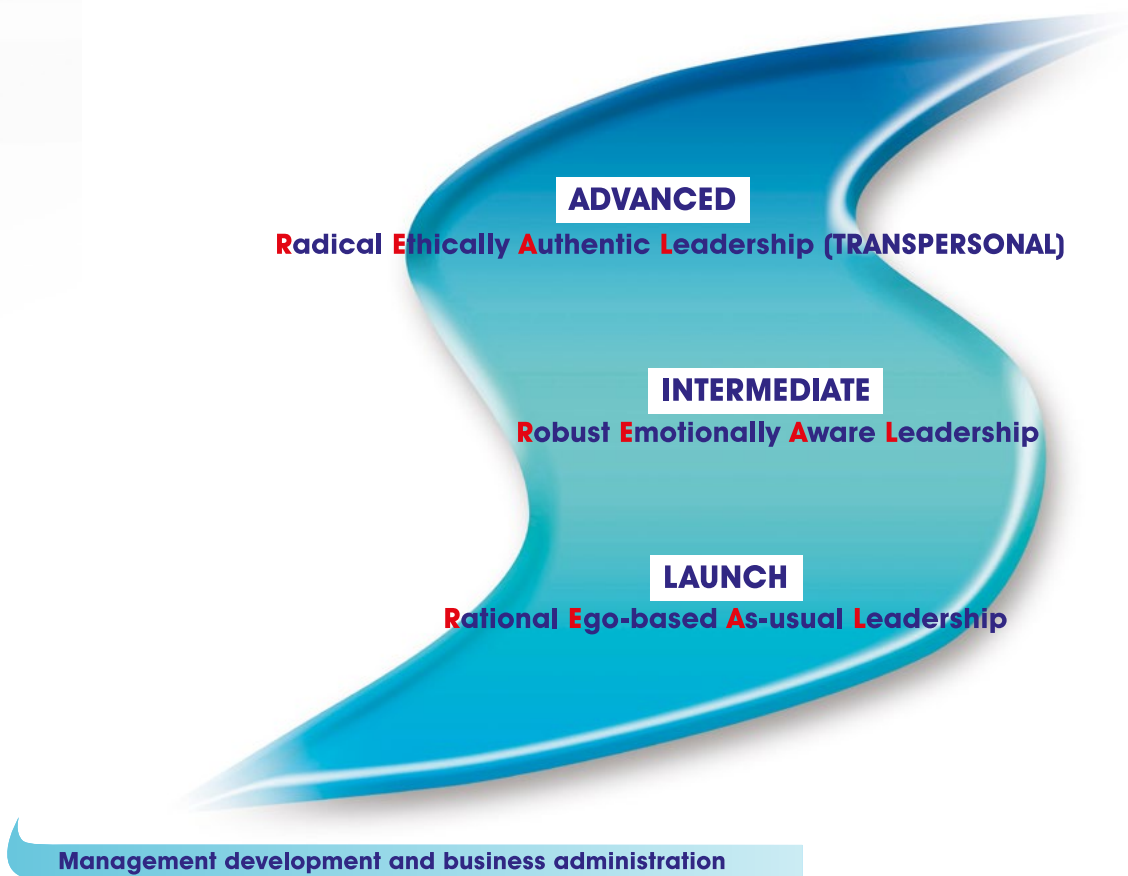 ADVANCED
Radical Ethically Authentic Leadership (TRANSPERSONAL)
INTERMEDIATE
Robust Emotionally Aware Leadership
LAUNCH
Rational Ego-based As-usual Leadership
Management development and business administration